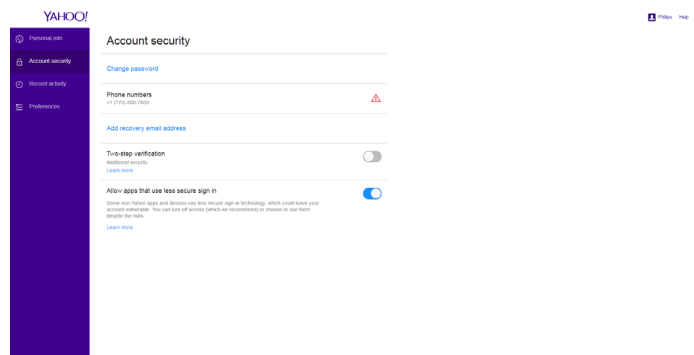 YAHOO!
Philips Help
Personal info
Account security
Recent activity
Preferences
Account security
Change password
Phone numbers
Add recovery email address
Two-step verification
Additional security
Learn more
Allow apps that use less secure sign in
Some non-Yahoo apps and devices use less secure sign-in technology, which could leave your
account vulnerable. You can turn off access (which we recommend) or choose to use them
despite the risks.
Learn more